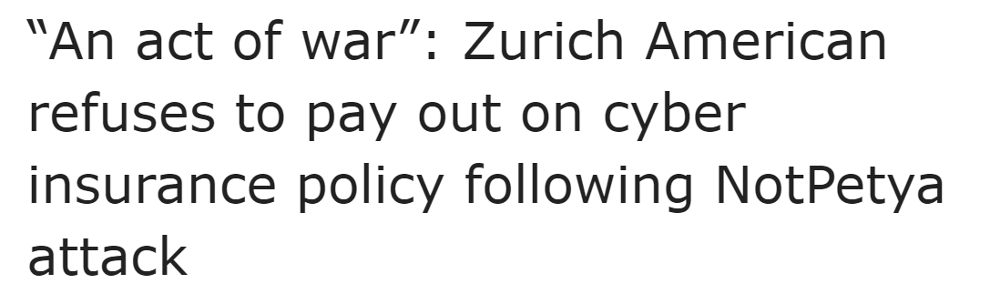 “An act of war”: Zurich American
refuses to pay out on cyber
insurance policy following NotPetya
attack